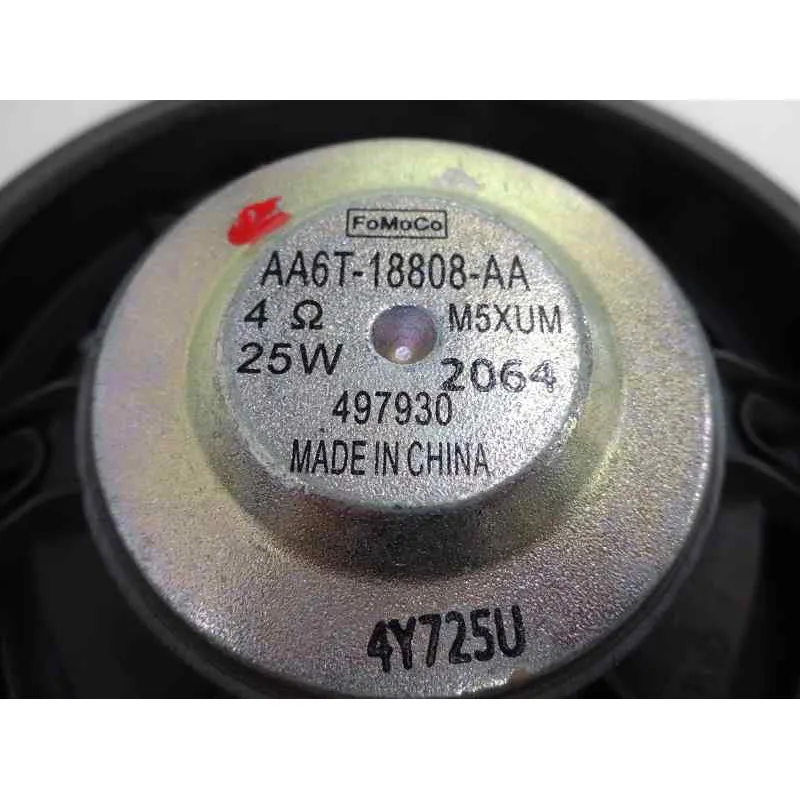 FoMoCo
AA6T-18808-AA
4 Ω M5XUM
25W 2064
497930
MADE IN CHINA
4Y725U